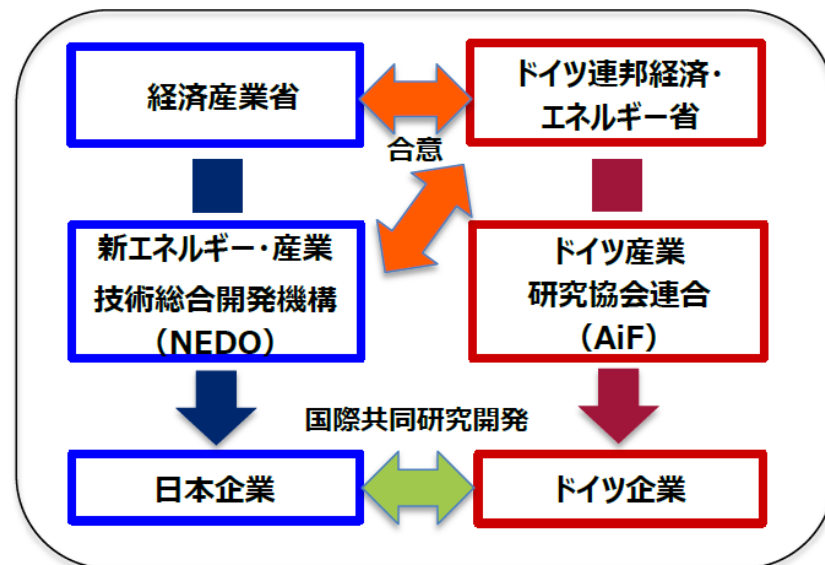 経済産業省
ドイツ連邦経済・
エネルギー省
合意
新エネルギー・産業
技術総合開発機構
（NEDO）
ドイツ産業
研究協会連合
（AiF）
国際共同研究開発
日本企業
ドイツ企業